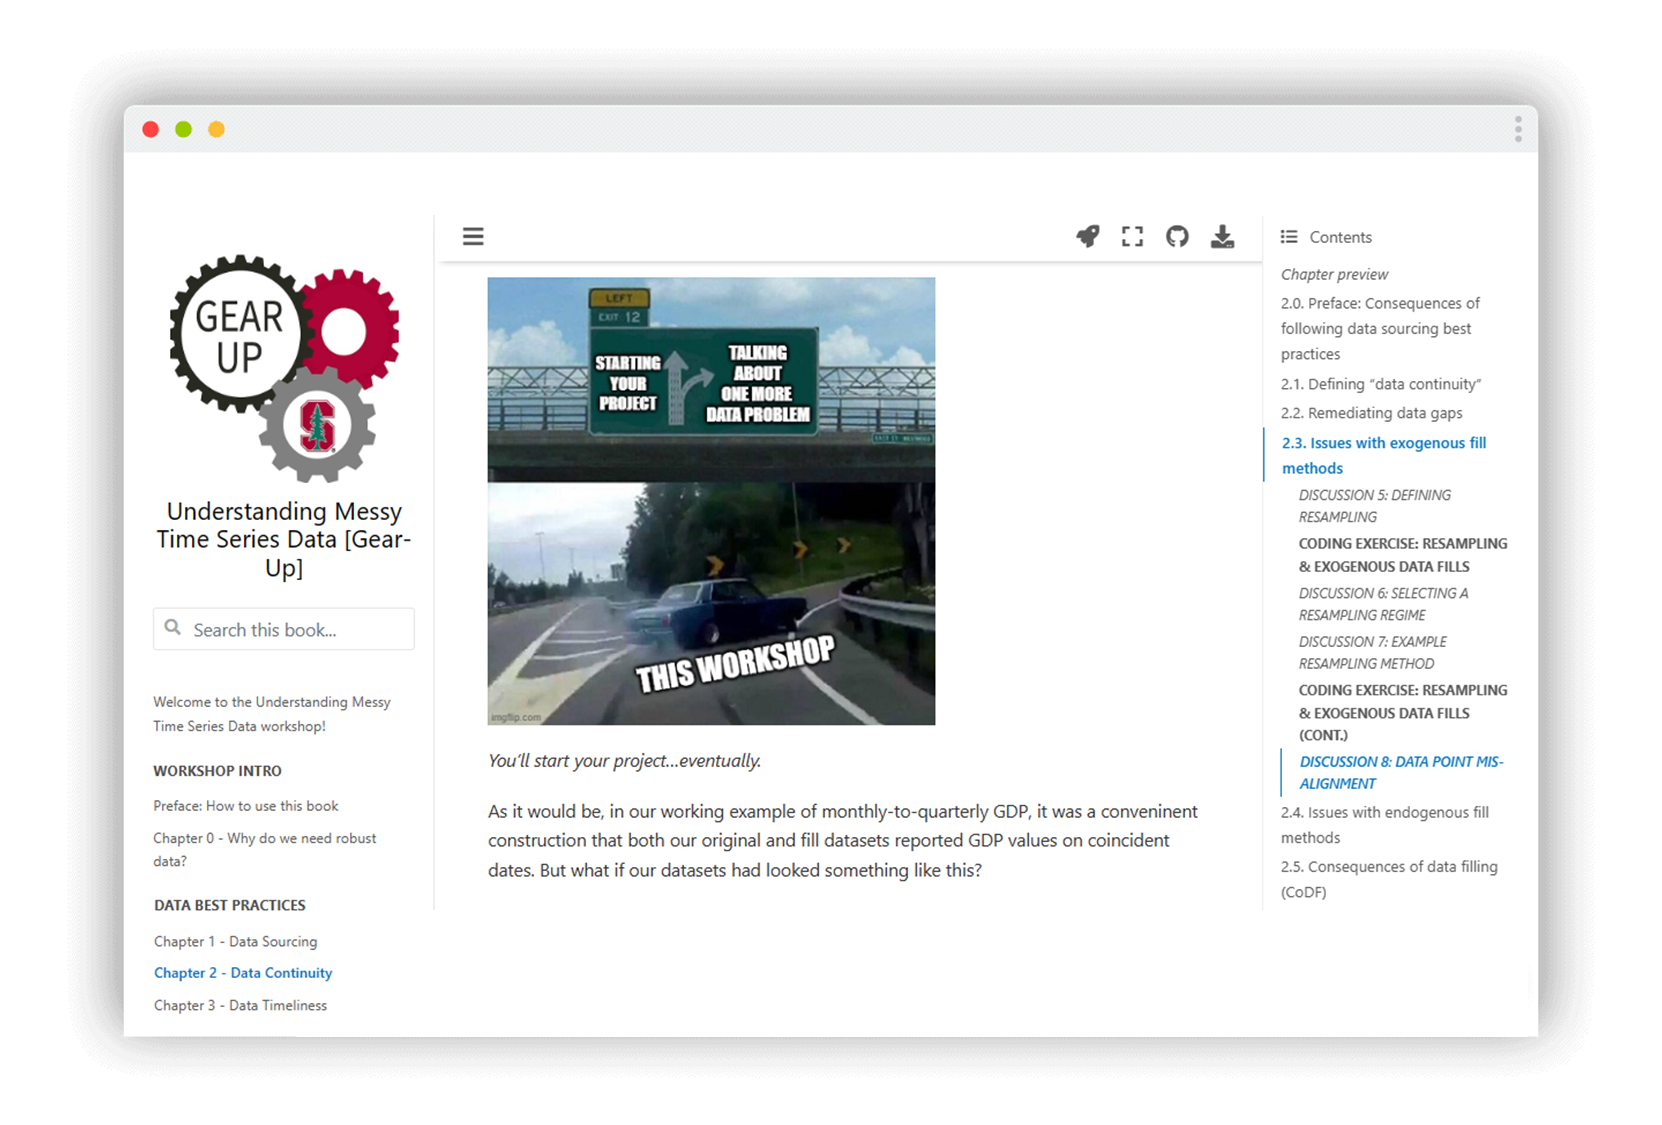 GEAR
UP
S
Understanding Messy
Time Series Data [Gear-
Up]
Search this book...
Welcome to the Understanding Messy
Time Series Data workshop!
WORKSHOP INTRO
Preface: How to use this book
Chapter 0 - Why do we need robust
data?
DATA BEST PRACTICES
Chapter 1 - Data Sourcing
Chapter 2 - Data Continuity
Chapter 3 - Data Timeliness
LEFT
EXIT 12
STARTING
YOUR
PROJECT
TALKING
ABOUT
ONE MORE
DATA PROBLEM
THIS WORKSHOP
imgflip.com
You'll start your project...eventually.
As it would be, in our working example of monthly-to-quarterly GDP, it was a conveninent
construction that both our original and fill datasets reported GDP values on coincident
dates. But what if our datasets had looked something like this?
Contents
Chapter preview
2.0. Preface: Consequences of
following data sourcing best
practices
2.1. Defining “data continuity”
2.2. Remediating data gaps
2.3. Issues with exogenous fill
methods
DISCUSSION 5: DEFINING
RESAMPLING
CODING EXERCISE: RESAMPLING
& EXOGENOUS DATA FILLS
DISCUSSION 6: SELECTING A
RESAMPLING REGIME
DISCUSSION 7: EXAMPLE
RESAMPLING METHOD
CODING EXERCISE: RESAMPLING
& EXOGENOUS DATA FILLS
(CONT.)
DISCUSSION 8: DATA POINT MIS-
ALIGNMENT
2.4. Issues with endogenous fill
methods
2.5. Consequences of data filling
(CoDF)